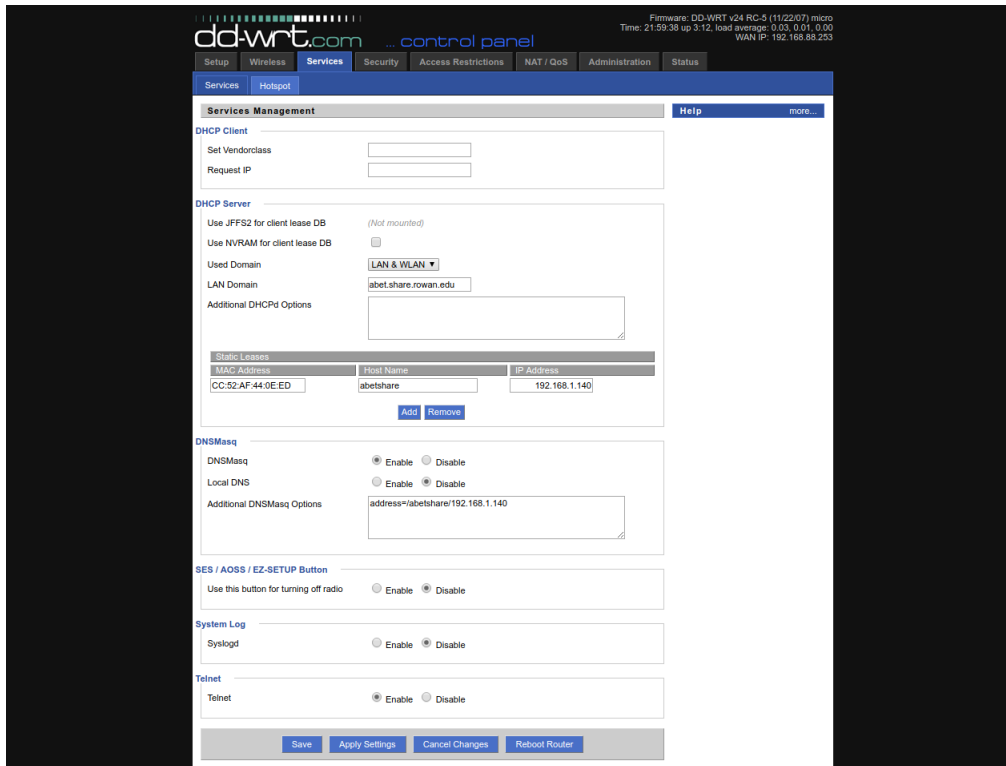 Firmware: DD-WRT v24 RC-5 (11/22/07) micro
Time: 21:59:38 up 3:12, load average: 0.03, 0.01, 0.00
WAN IP: 192.168.88.253
dd-wrt.com ... control panel
Setup Wireless Services Security Access Restrictions NAT / QoS Administration Status
Services Hotspot
Services Management
Help more...
DHCP Client
Set Vendorclass
Request IP
DHCP Server
Use JFFS2 for client lease DB (Not mounted)
Use NVRAM for client lease DB
Used Domain LAN & WLAN
LAN Domain abet.share.rowan.edu
Additional DHCPd Options
Static Leases
MAC Address Host Name IP Address
CC:52:AF:44:0E:ED abetshare 192.168.1.140
Add Remove
DNSMasq
DNSMasq Enable Disable
Local DNS Enable Disable
Additional DNSMasq Options address=/abetshare/192.168.1.140
SES / AOSS / EZ-SETUP Button
Use this button for turning off radio Enable Disable
System Log
Syslogd Enable Disable
Telnet
Telnet Enable Disable
Save Apply Settings Cancel Changes Reboot Router